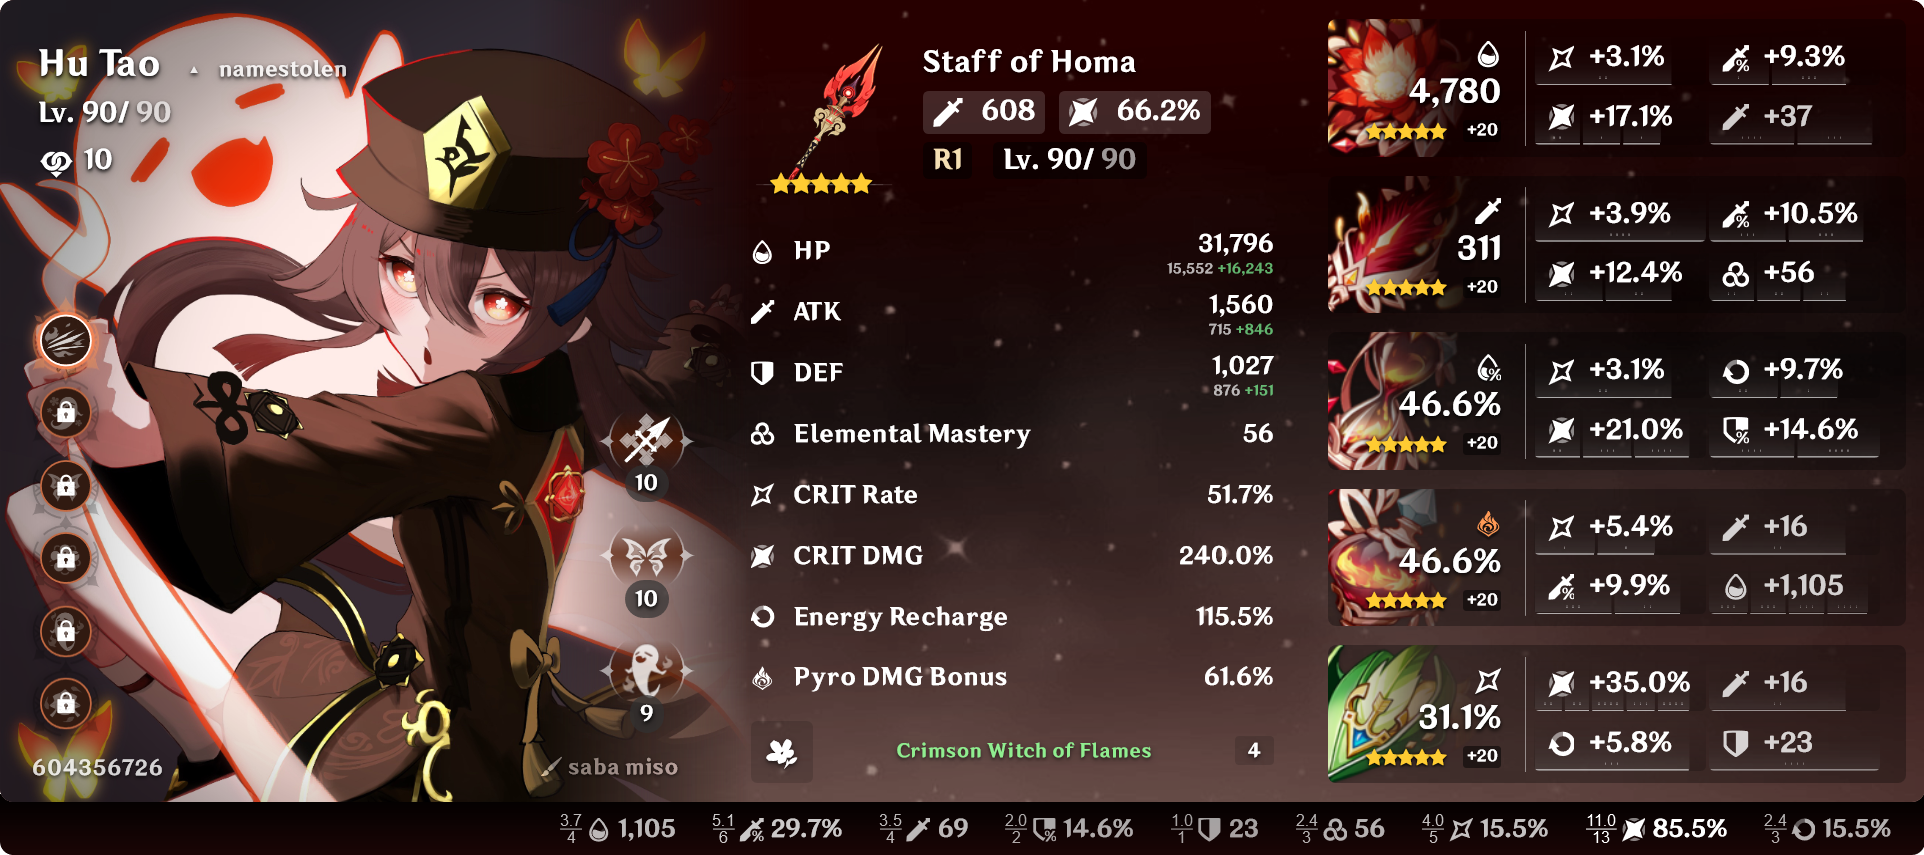 Hu Tao ▲ namestolen
Lv. 90/ 90
10
10
10
9
604356726
saba miso
Staff of Homa
608 66.2%
R1 Lv. 90/ 90
HP 31,796
15,552 +16,243
ATK 1,560
715 +846
DEF 1,027
876 +151
Elemental Mastery 56
CRIT Rate 51.7%
CRIT DMG 240.0%
Energy Recharge 115.5%
Pyro DMG Bonus 61.6%
Crimson Witch of Flames 4
4,780
+20
+3.1% % +9.3%
+17.1% +37
311
+20
+3.9% % +10.5%
+12.4% +56
%
46.6%
+20
+3.1% +9.7%
+21.0% % +14.6%
46.6%
+20
+5.4% +16
% +9.9% +1,105
31.1%
+20
+35.0% +16
+5.8% +23
3.7/4 1,105 5.1/6 % 29.7% 3.5/4 69 2.0/2 % 14.6% 1.0/1 23 2.4/3 56 4.0/5 15.5% 11.0/13 85.5% 2.4/3 15.5%